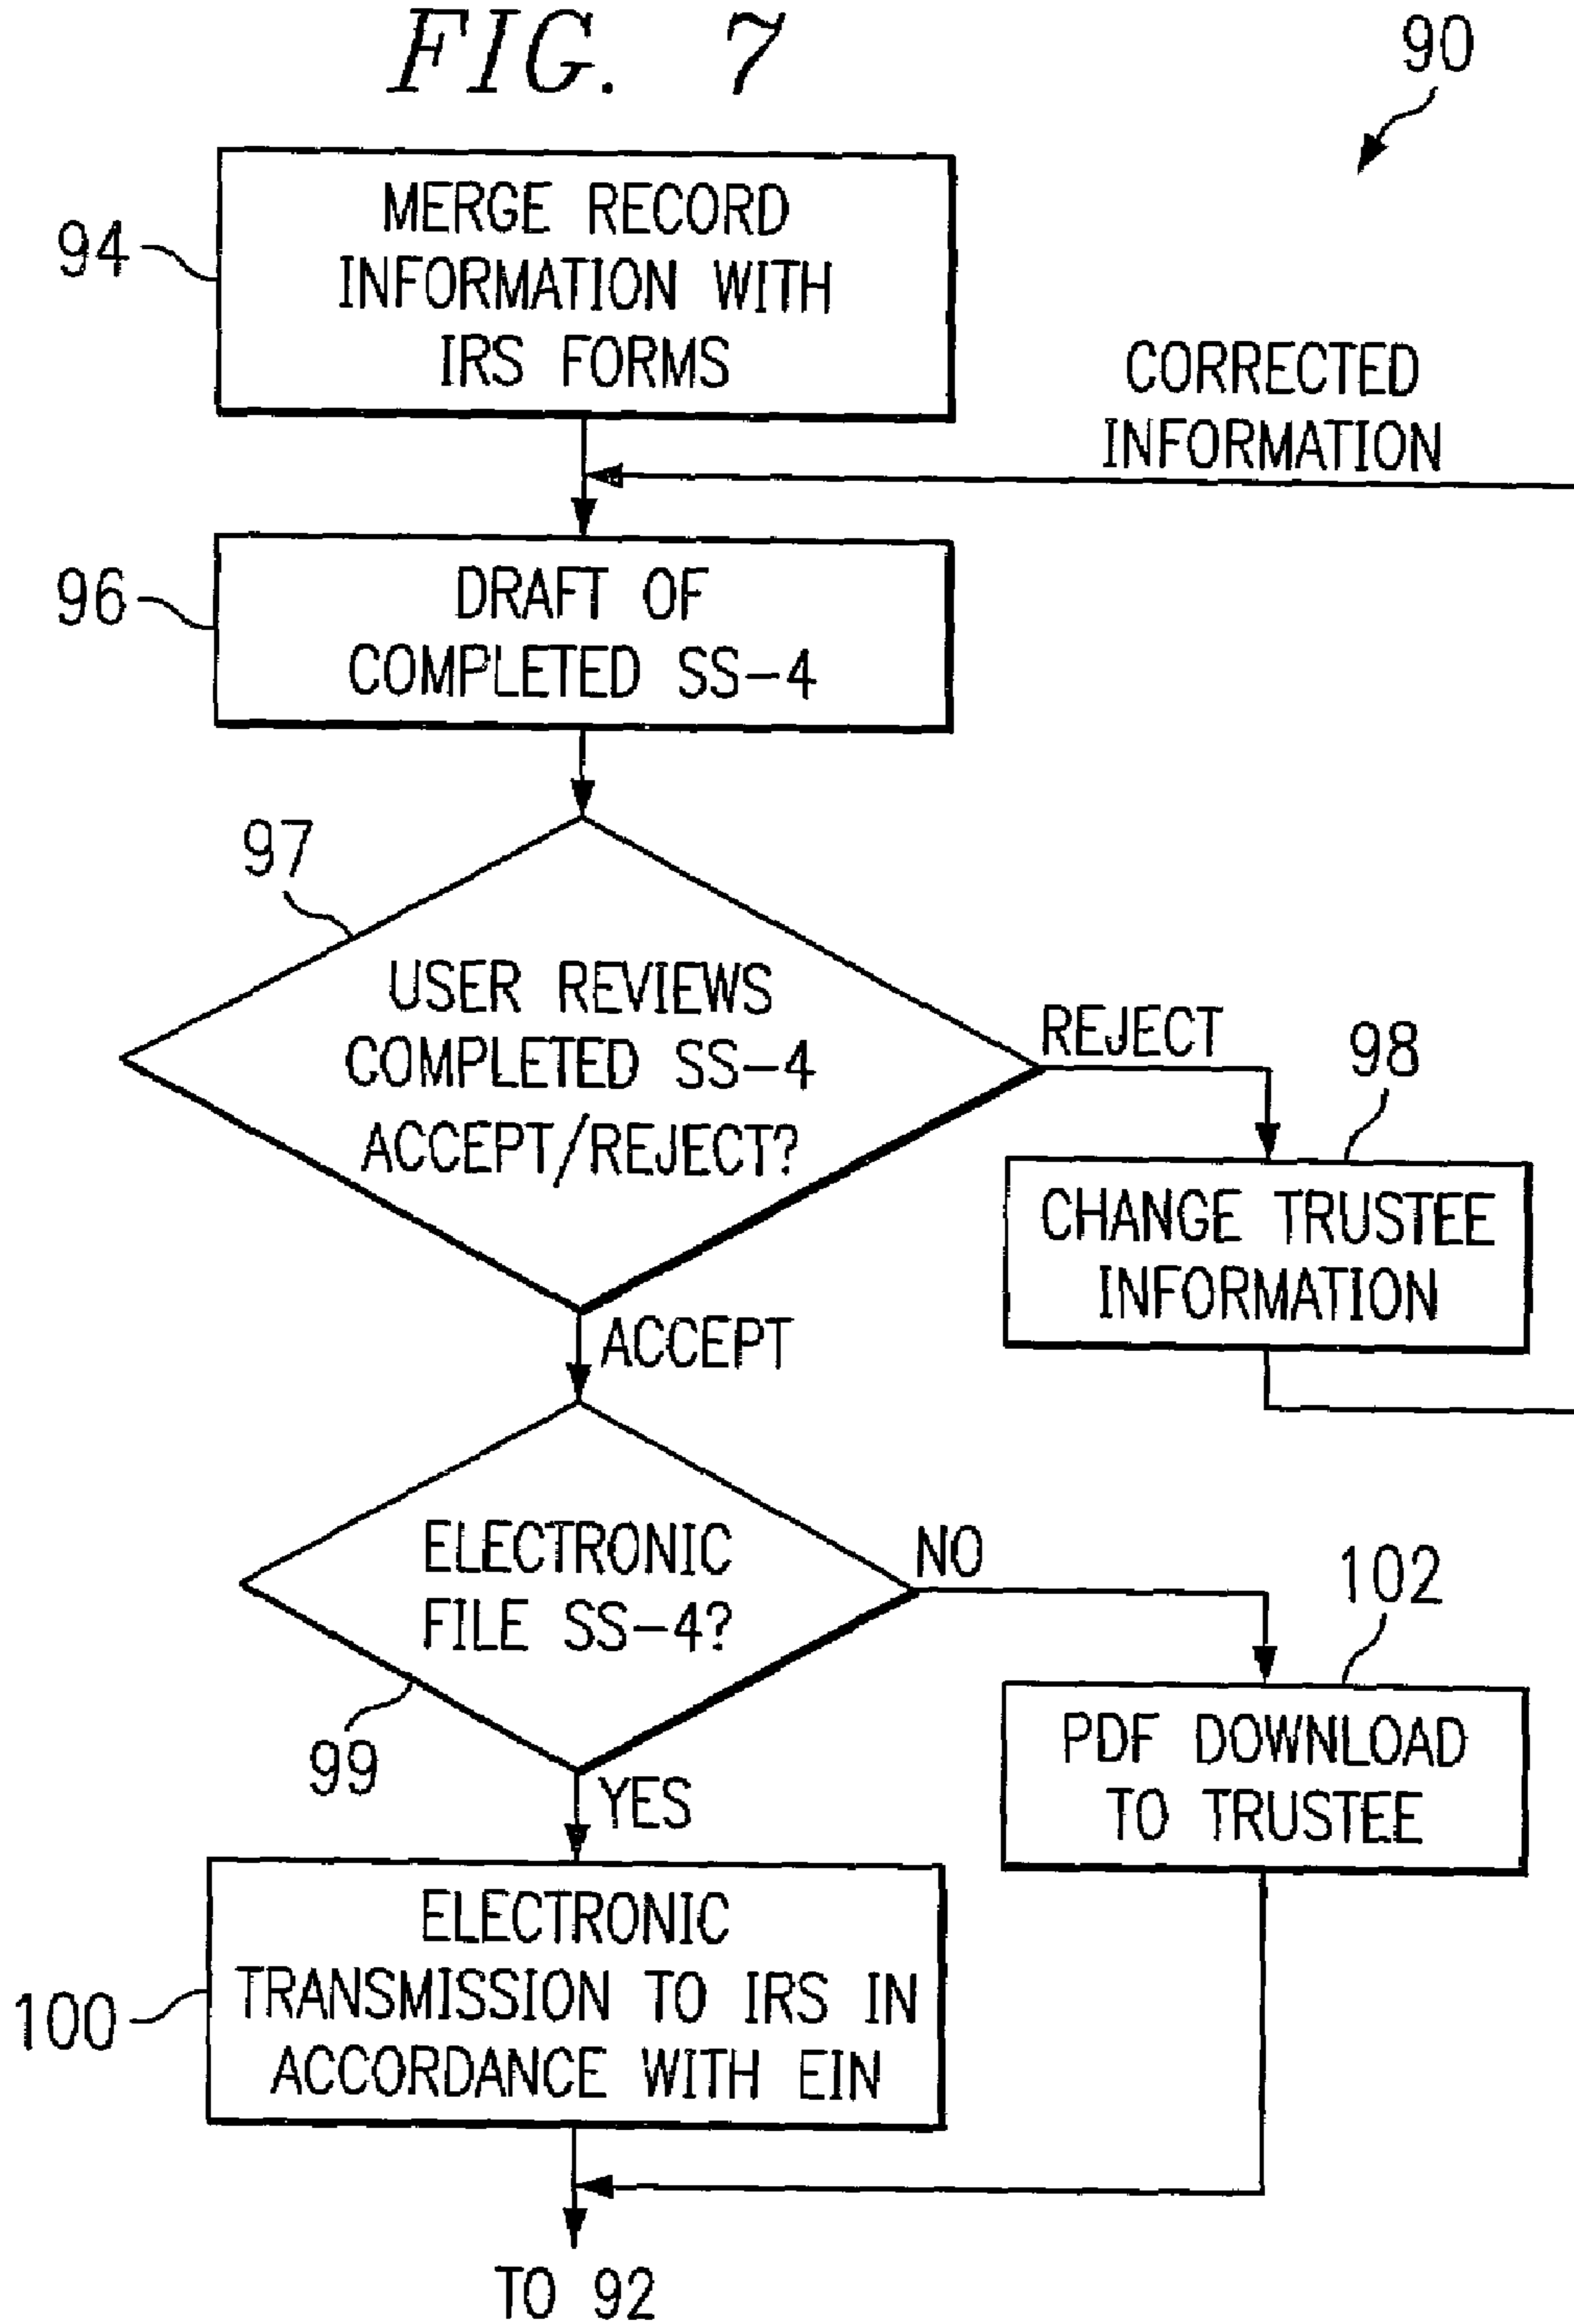 FIG. 7
90
94
MERGE RECORD
INFORMATION WITH
IRS FORMS
CORRECTED
INFORMATION
96
DRAFT OF
COMPLETED SS-4
97
USER REVIEWS
COMPLETED SS-4
ACCEPT/REJECT?
REJECT
98
CHANGE TRUSTEE
INFORMATION
ACCEPT
ELECTRONIC
FILE SS-4?
NO
99
102
PDF DOWNLOAD
TO TRUSTEE
YES
100
ELECTRONIC
TRANSMISSION TO IRS IN
ACCORDANCE WITH EIN
TO 92